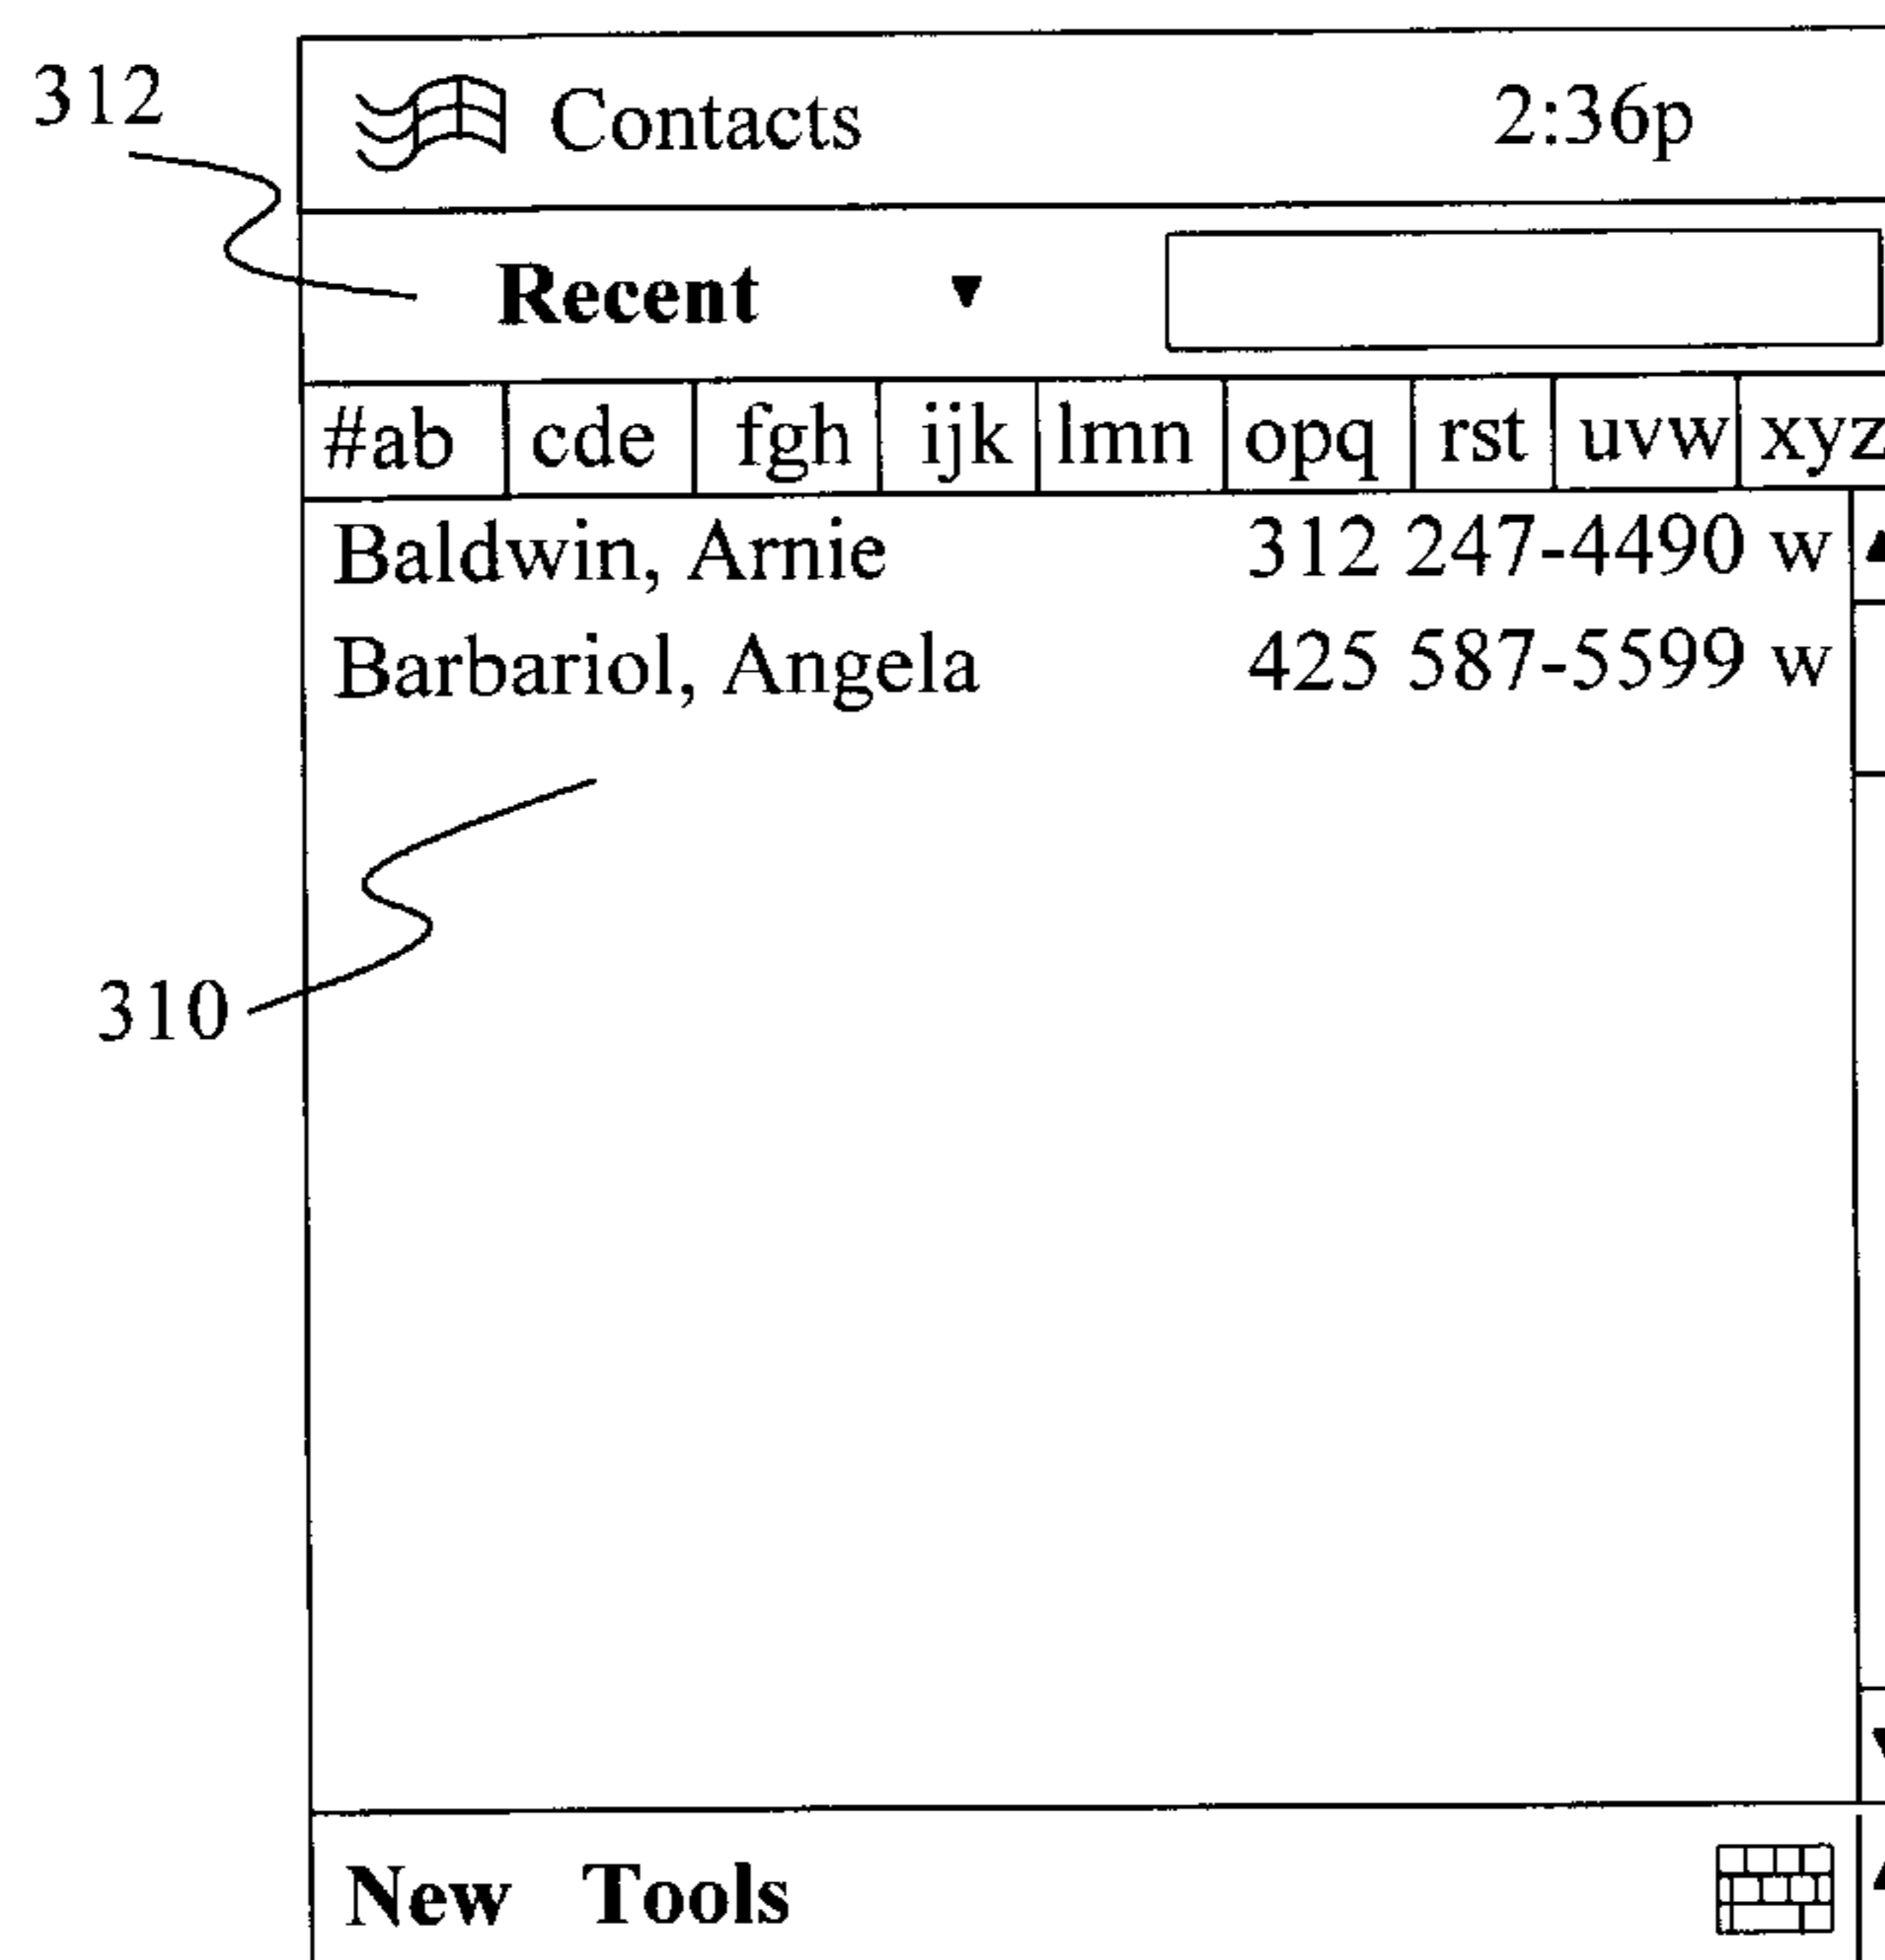 312
Contacts 2:36p
Recent ▼
#ab cde fgh ijk lmn opq rst uvw xyz
Baldwin, Arnie 312 247-4490 w
Barbariol, Angela 425 587-5599 w
310
New Tools